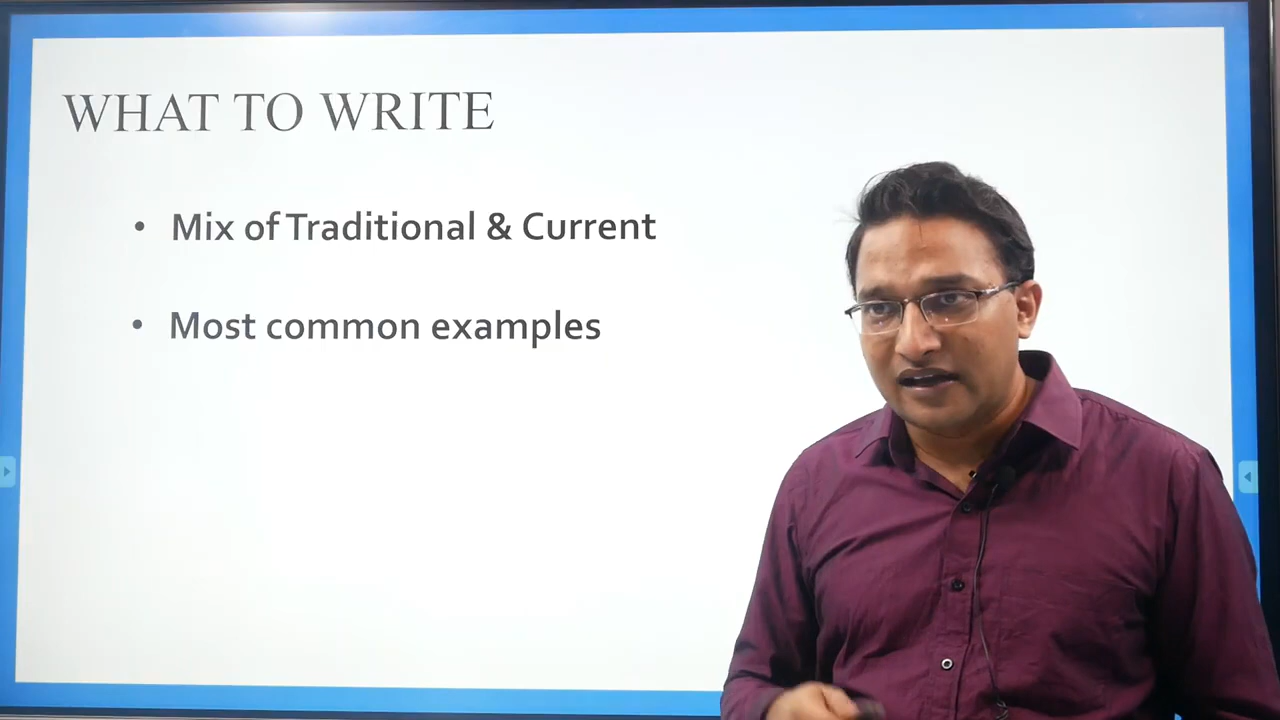 WHAT TO WRITE
• Mix of Traditional & Current
• Most common examples